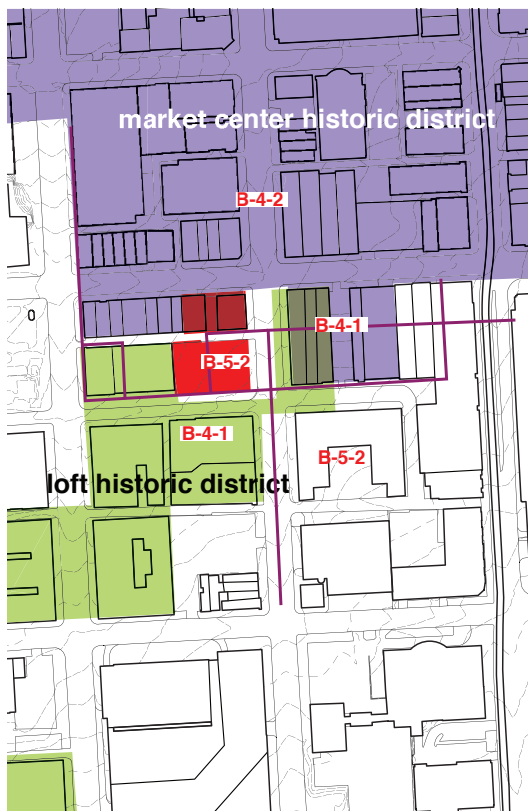 market center historic district
B-4-2
B-4-1
B-5-2
B-4-1
B-5-2
loft historic district